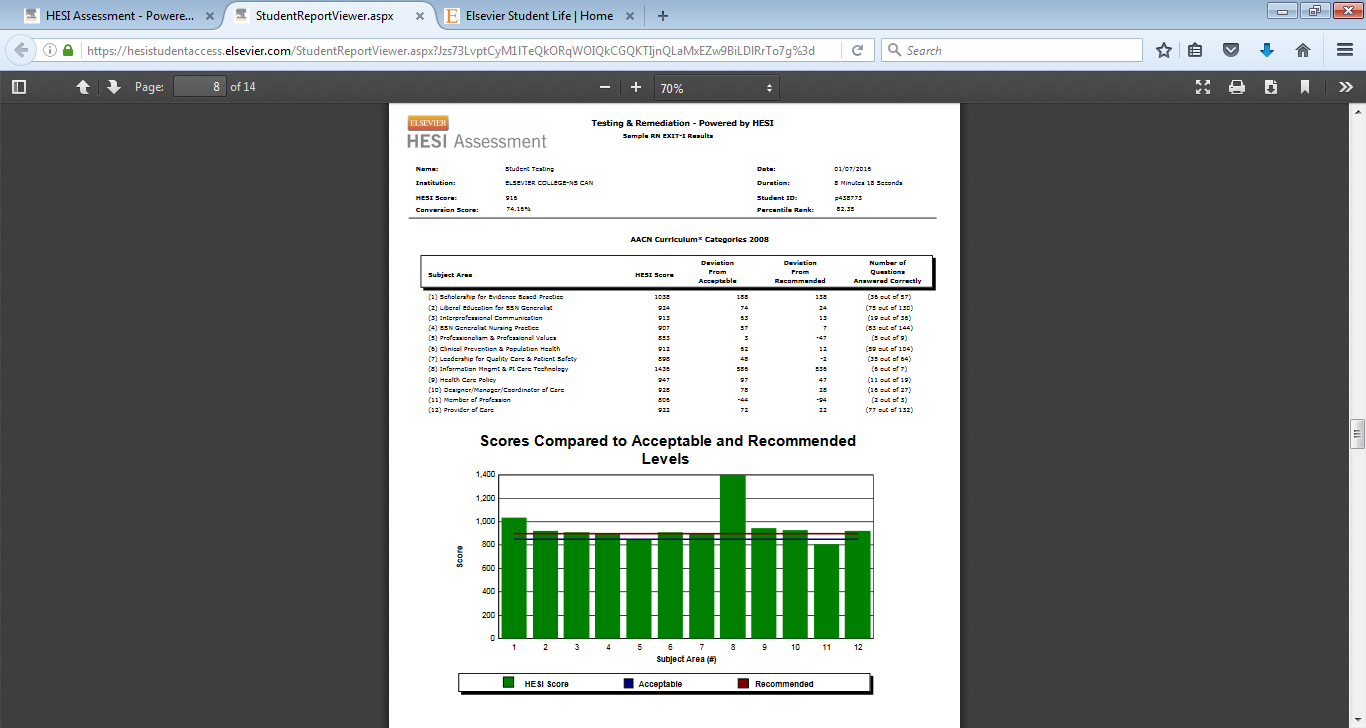 HESI Assessment - Powere...
StudentReportViewer.aspx
Elsevier Student Life | Home
Search
Page: 8 of 14
70%
ELSEVIER
HESI Assessment
Testing & Remediation - Powered by HESI
Sample RN EXIT-I Results
Name: Student Testing Date: 01/07/2016
Institution: ELSEVIER COLLEGE-NS CAN Duration: 8 Minutes 18 Seconds
HESI Score: 916 Student ID: p438773
Conversion Score: 74.16% Percentile Rank: 82.35
AACN Curriculum* Categories 2008
Subject Area HESI Score Deviation From Acceptable Deviation From Recommended Number of Questions Answered Correctly
(1) Scholarship for Evidence Based Practice 1038 188 138 (36 out of 57)
(2) Liberal Education for BSN Generalist 924 74 24 (75 out of 130)
(3) Interprofessional Communication 913 63 13 (19 out of 36)
(4) BSN Generalist Nursing Practice 907 57 7 (83 out of 144)
(5) Professionalism & Professional Values 853 3 -47 (5 out of 9)
(6) Clinical Prevention & Population Health 912 62 12 (59 out of 104)
(7) Leadership for Quality Care & Patient Safety 898 48 -2 (35 out of 64)
(8) Information Mngmt & Pt Care Technology 1436 586 536 (6 out of 7)
(9) Health Care Policy 947 97 47 (11 out of 19)
(10) Designer/Manager/Coordinator of Care 928 78 28 (16 out of 27)
(11) Member of Profession 806 -44 -94 (2 out of 3)
(12) Provider of Care 922 72 22 (77 out of 132)
Scores Compared to Acceptable and Recommended
Levels
1,400
1,200
1,000
800
600
400
200
0
Score
1 2 3 4 5 6 7 8 9 10 11 12
Subject Area (#)
HESI Score Acceptable Recommended